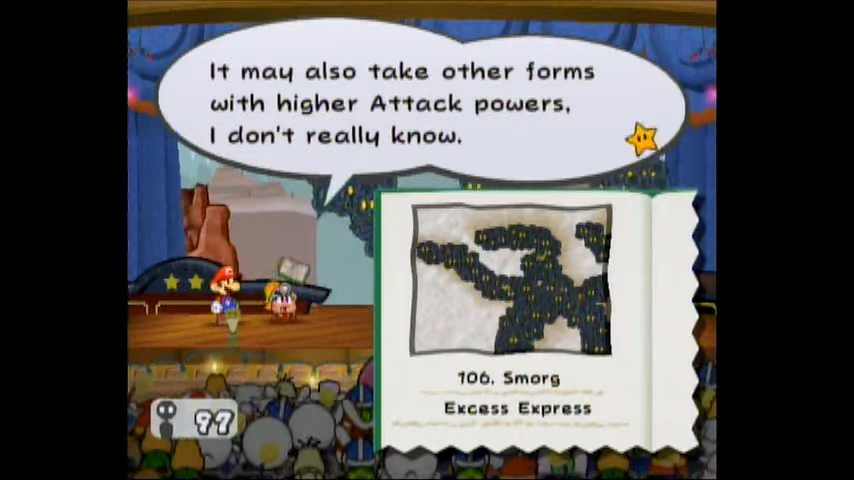 It may also take other forms
with higher Attack powers.
I don't really know.
106. Smorg
Excess Express
97